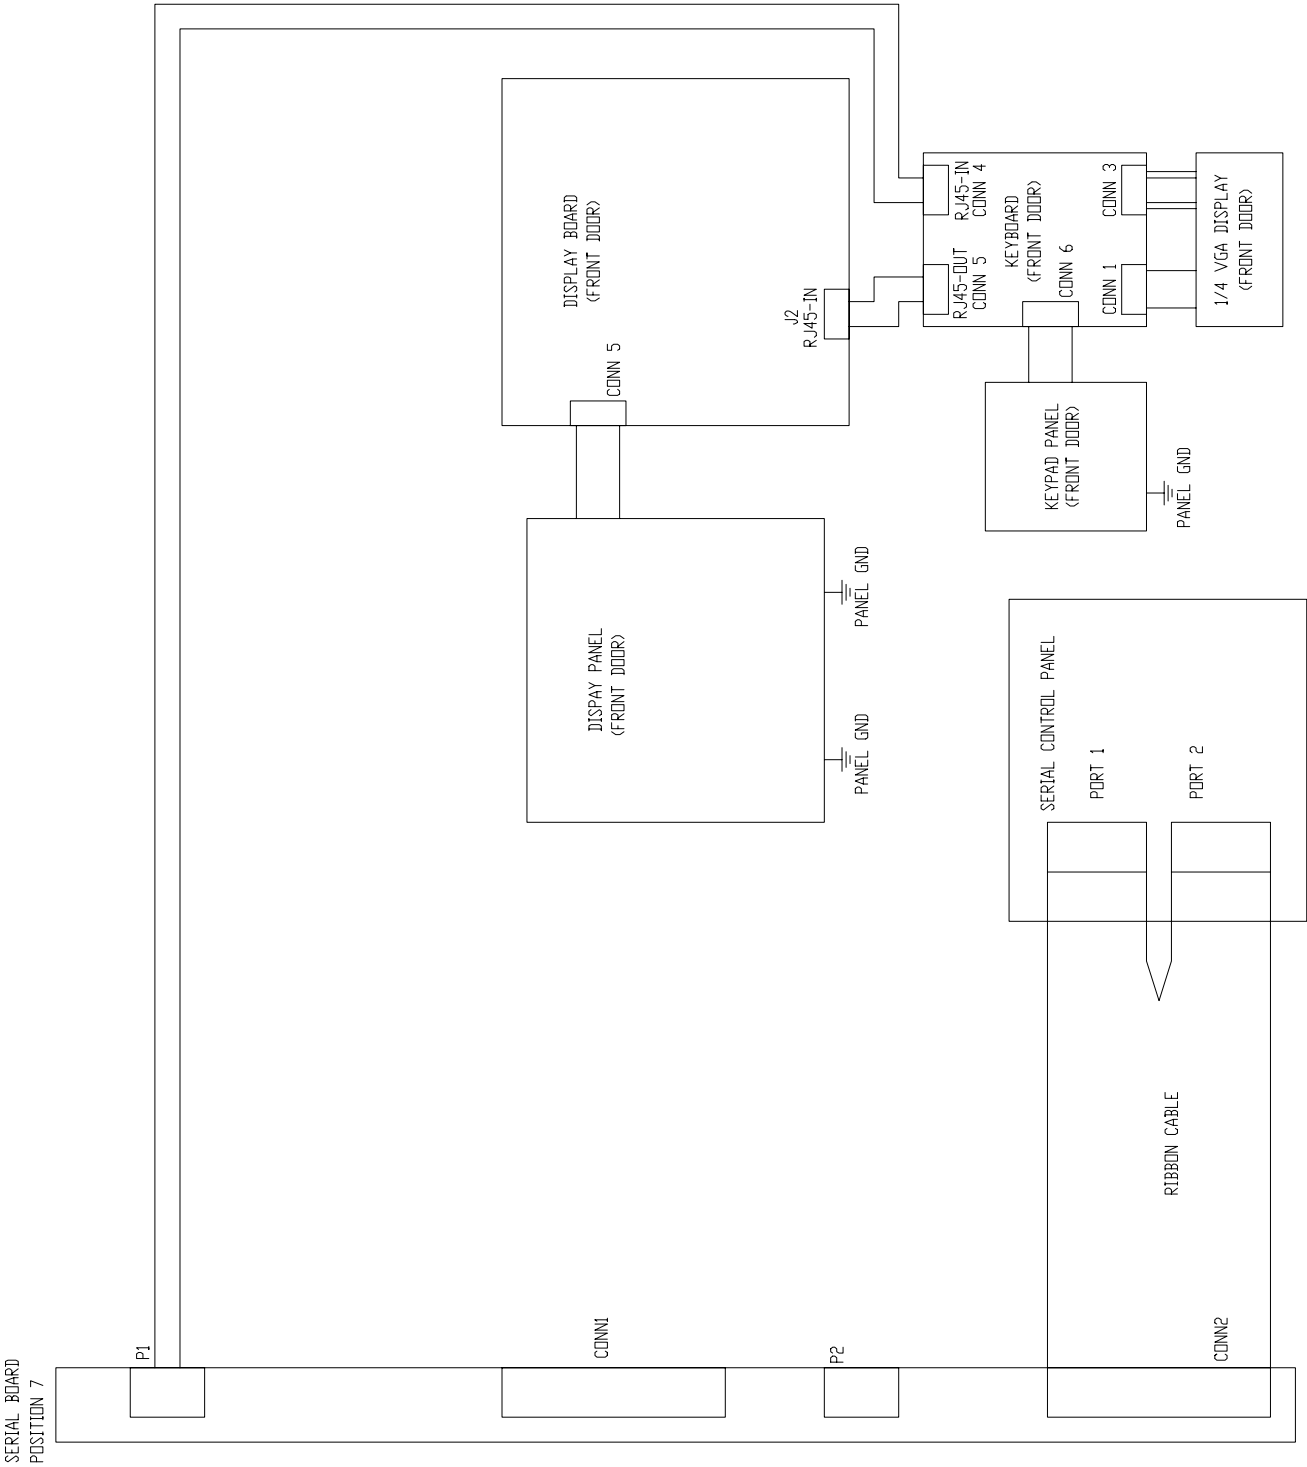 SERIAL BOARD
POSITION 7
P1
CONN1
P2
CONN2
RIBBON CABLE
SERIAL CONTROL PANEL
PORT 1
PORT 2
DISPAY PANEL
(FRONT DOOR)
PANEL GND
PANEL GND
DISPLAY BOARD
(FRONT DOOR)
CONN 5
J2
RJ45-IN
RJ45-IN
CONN 4
RJ45-OUT
CONN 5
KEYBOARD
(FRONT DOOR)
CONN 6
CONN 3
CONN 1
1/4 VGA DISPLAY
(FRONT DOOR)
KEYPAD PANEL
(FRONT DOOR)
PANEL GND